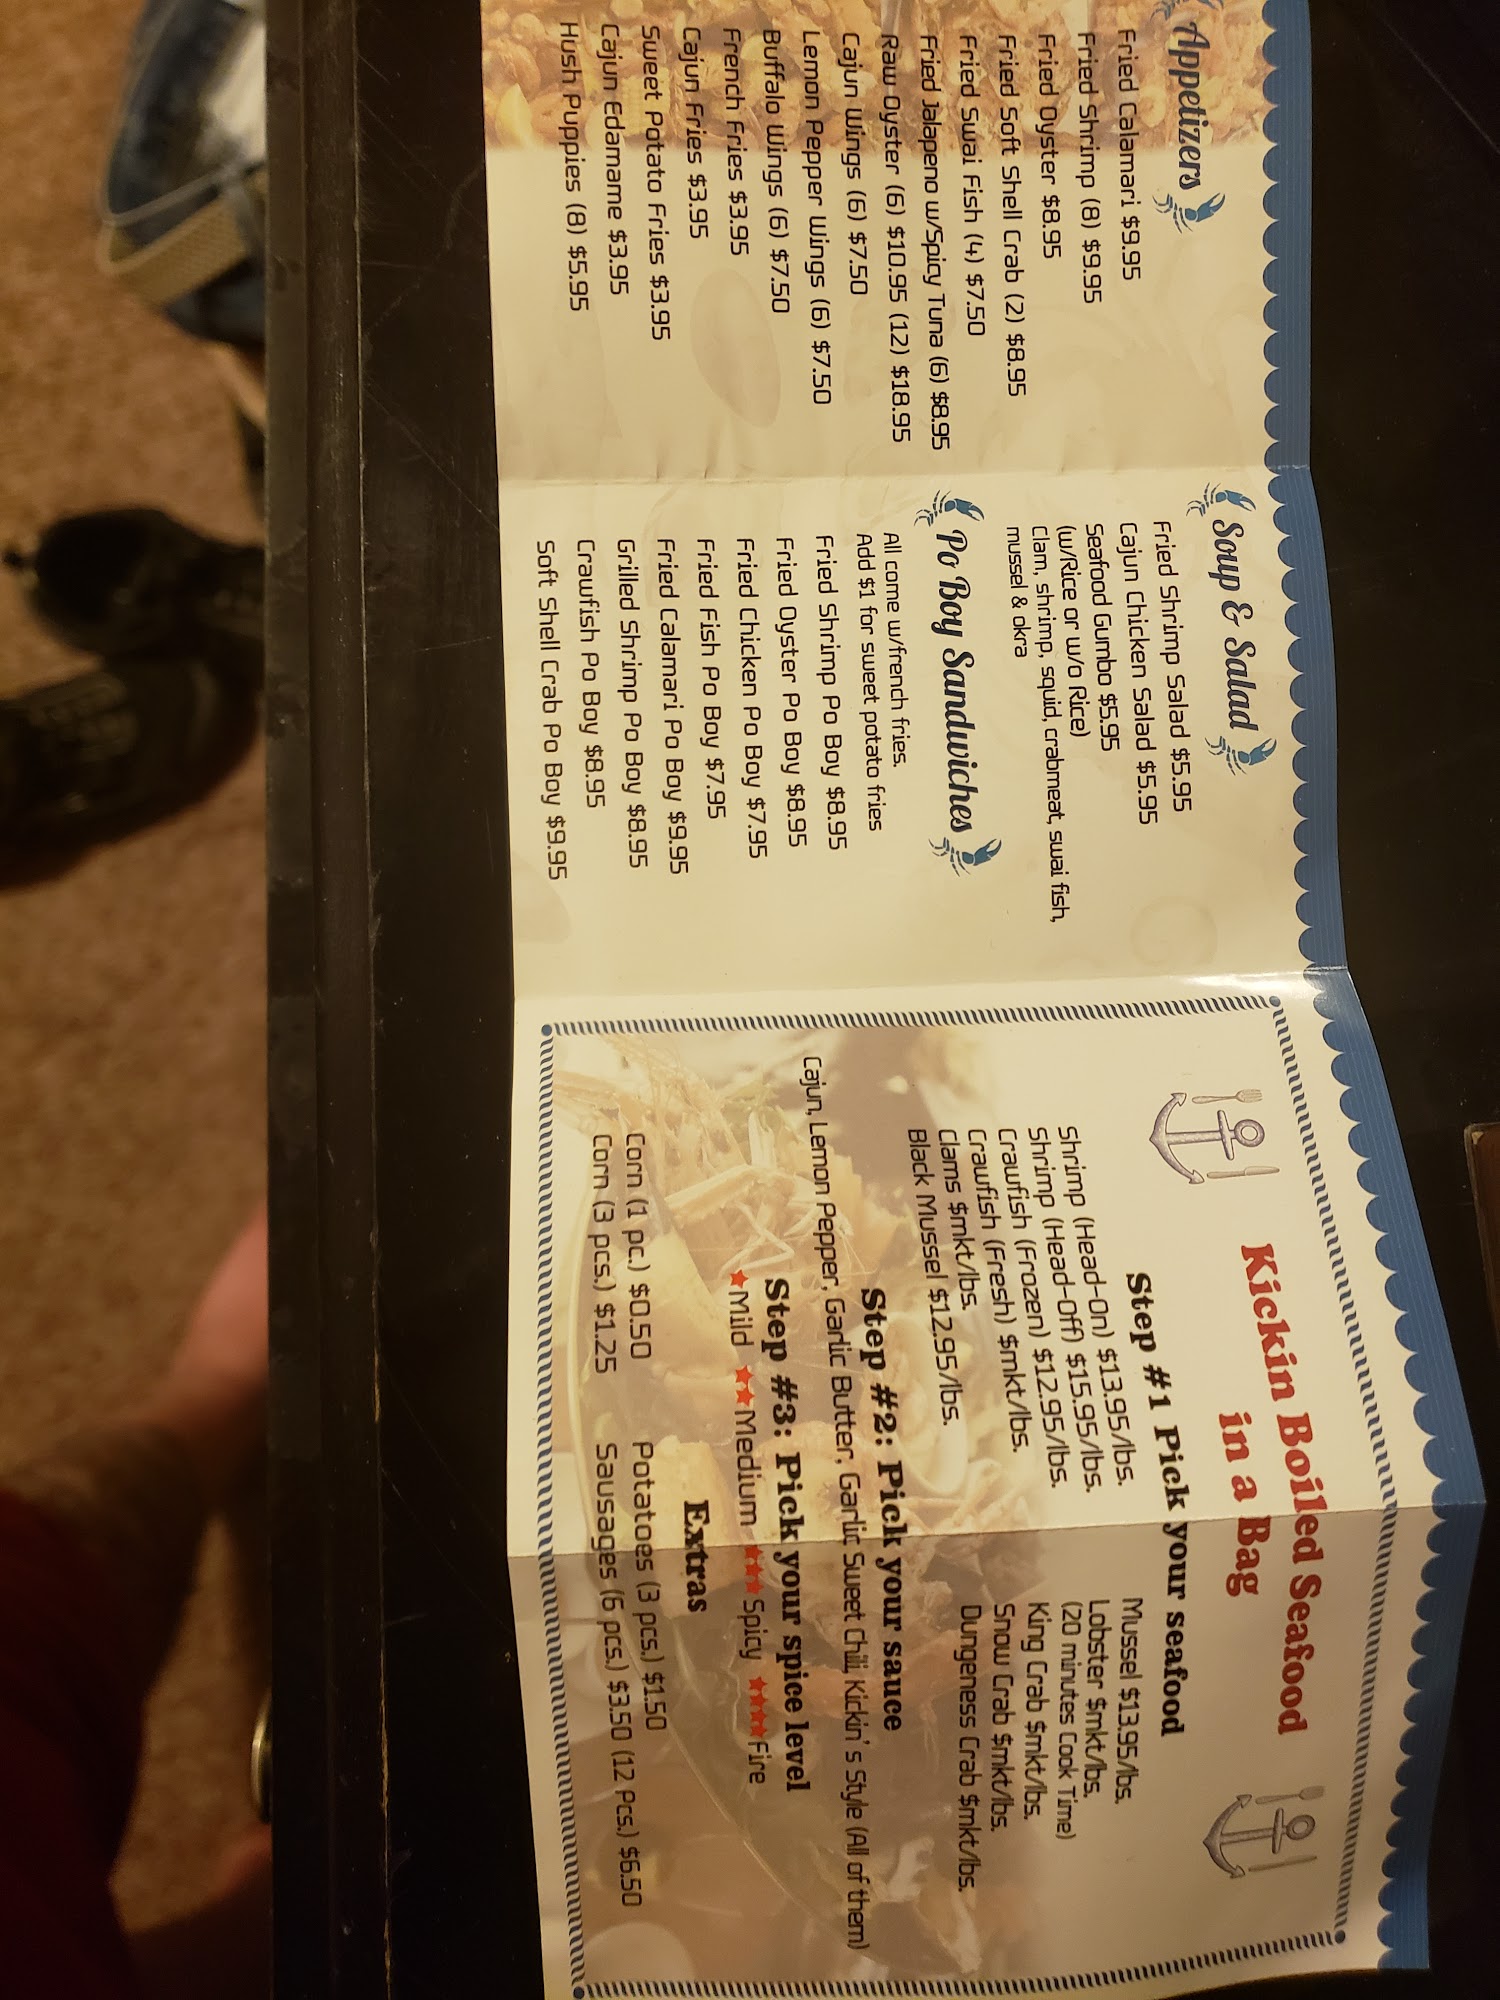 Appetizers
Fried Calamari $9.95
Fried Shrimp (8) $9.95
Fried Oyster $8.95
Fried Soft Shell Crab (2) $8.95
Fried Swai Fish (4) $7.50
Fried Jalapeno w/Spicy Tuna (6) $8.95
Raw Oyster (6) $10.95 (12) $18.95
Cajun Wings (6) $7.50
Lemon Pepper Wings (6) $7.50
Buffalo Wings (6) $7.50
French Fries $3.95
Cajun Fries $3.95
Sweet Potato Fries $3.95
Cajun Edamame $3.95
Hush Puppies (8) $5.95
Soup & Salad
Fried Shrimp Salad $5.95
Cajun Chicken Salad $5.95
Seafood Gumbo $5.95
(w/Rice or w/o Rice)
Clam, shrimp, squid, crabmeat, swai fish,
mussel & okra
Po Boy Sandwiches
All come w/french fries.
Add $1 for sweet potato fries
Fried Shrimp Po Boy $8.95
Fried Oyster Po Boy $8.95
Fried Chicken Po Boy $7.95
Fried Fish Po Boy $7.95
Fried Calamari Po Boy $9.95
Grilled Shrimp Po Boy $8.95
Crawfish Po Boy $8.95
Soft Shell Crab Po Boy $9.95
Kickin Boiled Seafood
in a Bag
Step #1 Pick your seafood
Shrimp (Head-On) $13.95/lbs.
Shrimp (Head-Off) $15.95/lbs.
Crawfish (Frozen) $12.95/lbs.
Crawfish (Fresh) $mkt/lbs.
Clams $mkt/lbs.
Black Mussel $12.95/lbs.
Mussel $13.95/lbs.
Lobster $mkt/lbs.
(20 minutes Cook Time)
King Crab $mkt/lbs.
Snow Crab $mkt/lbs.
Dungeness Crab $mkt/lbs.
Step #2: Pick your sauce
Cajun, Lemon Pepper, Garlic Butter, Garlic Sweet Chili, Kickin's Style (All of them)
Step #3: Pick your spice level
Mild Medium Spicy Fire
Extras
Corn (1 pc.) $0.50 Potatoes (3 pcs.) $1.50
Corn (3 pcs.) $1.25 Sausages (6 pcs.) $3.50 (12 pcs.) $6.50